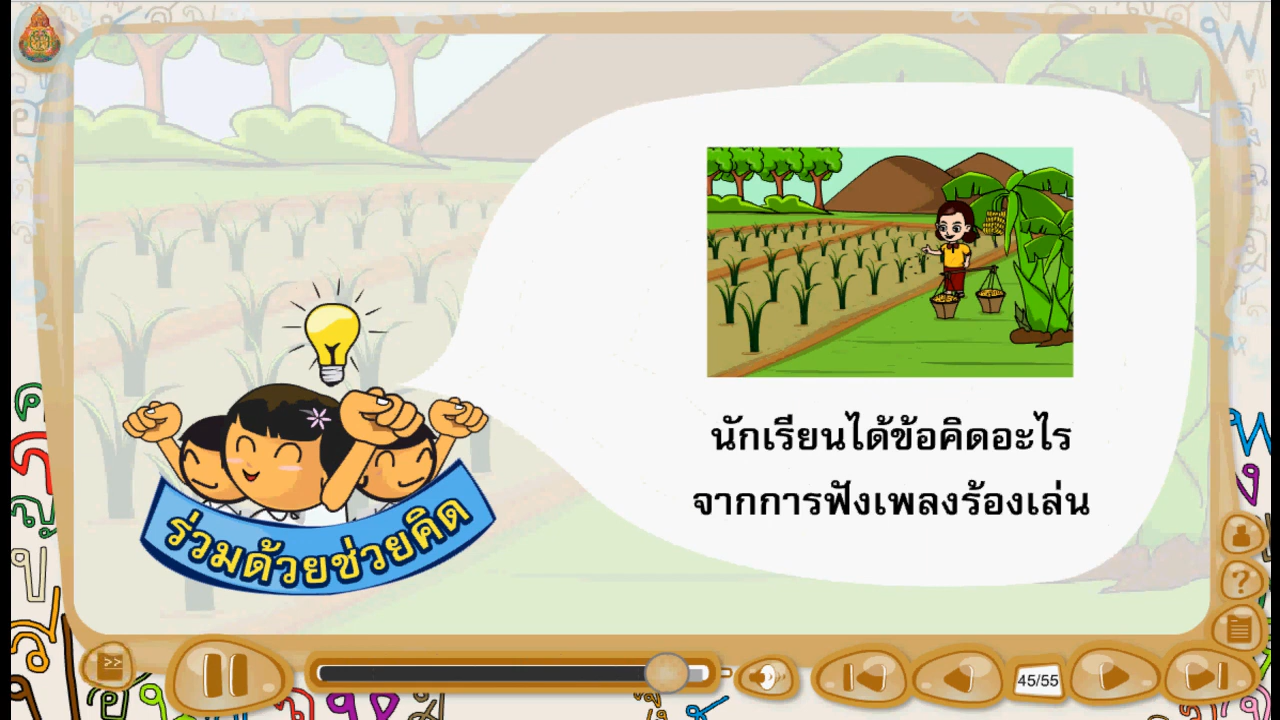 นักเรียนได้ข้อคิดอะไร
จากการฟังเพลงร้องเล่น
ร่วมด้วยช่วยคิด
45/55